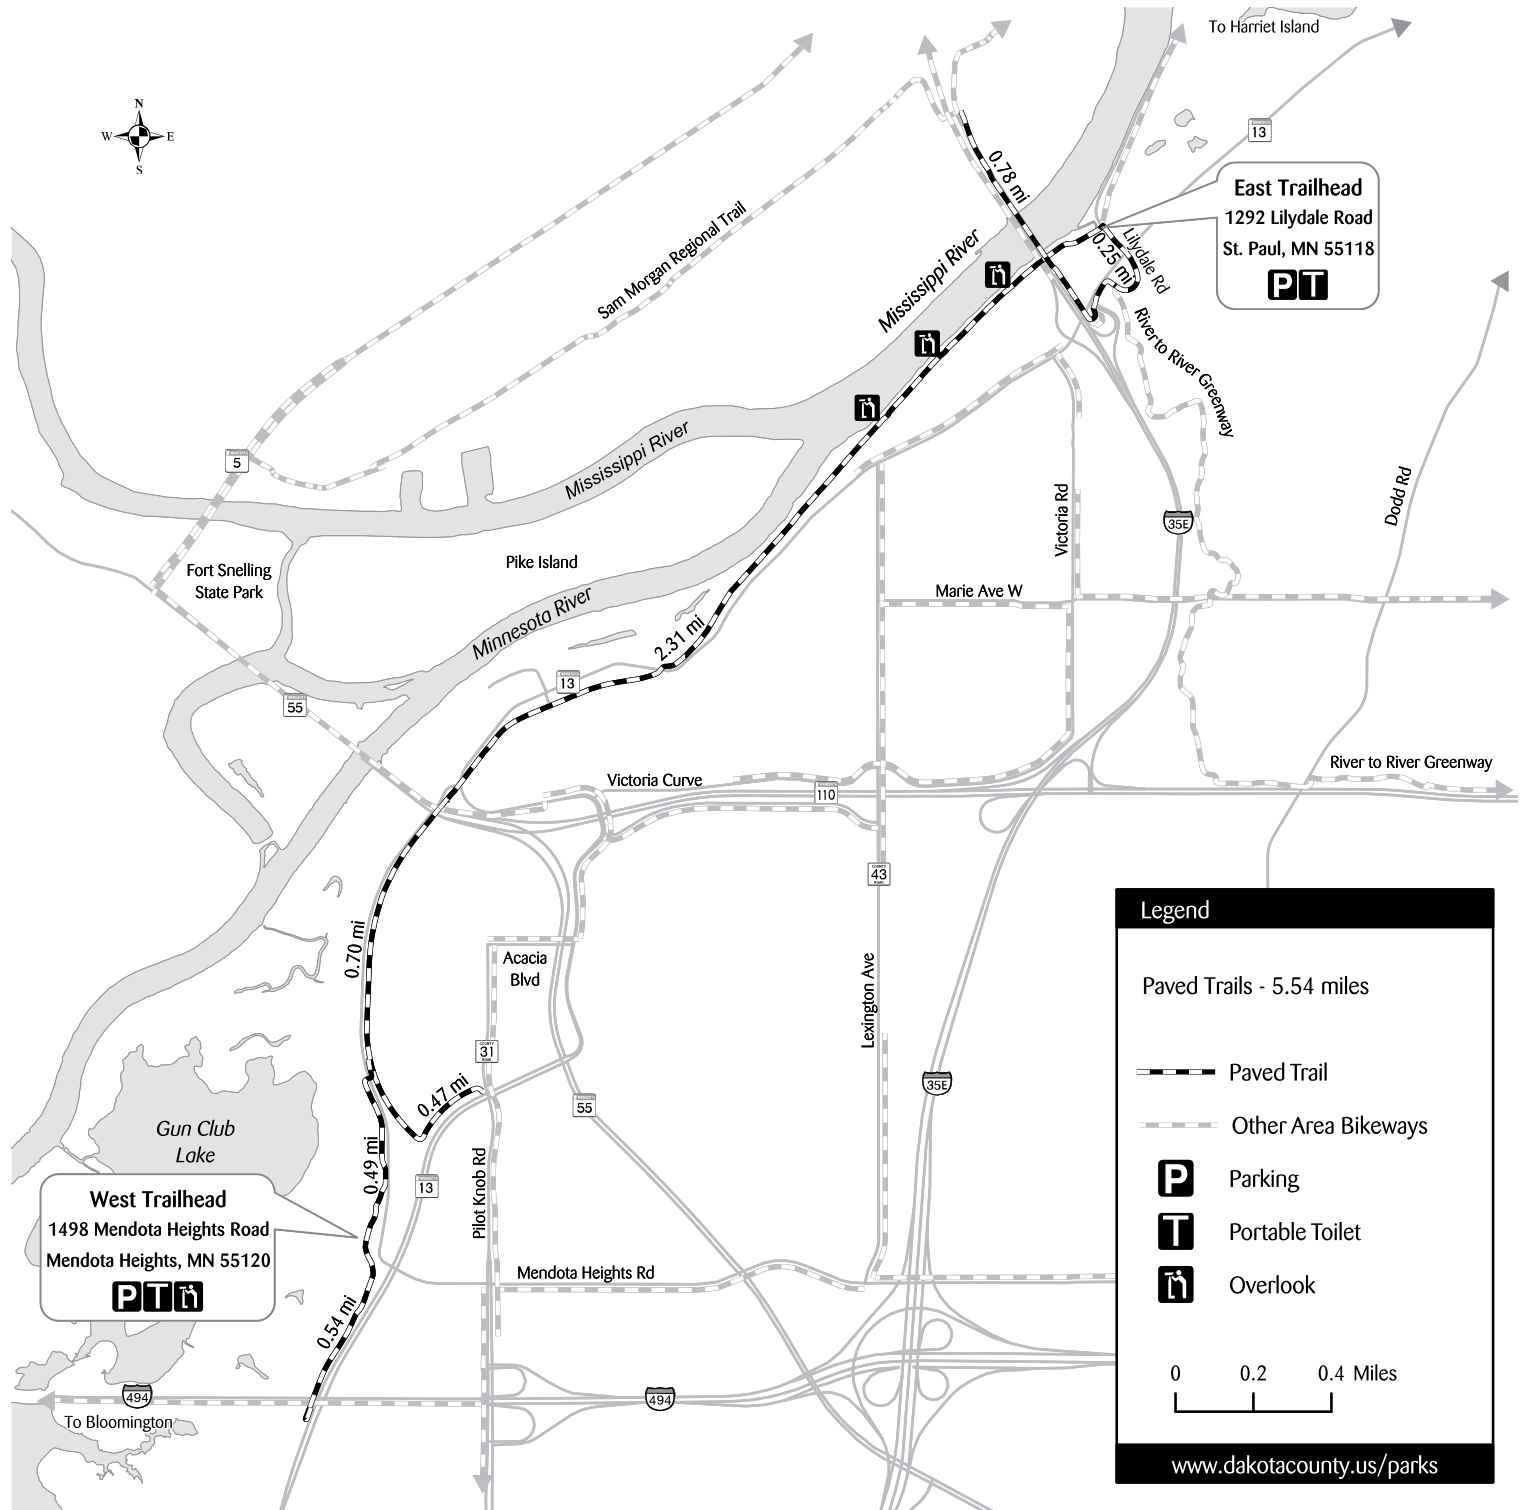 To Harriet Island
N
W
E
S
13
0.78 mi
East Trailhead
1292 Lilydale Road
St. Paul, MN 55118
P T
Lilydale Rd
0.25 mi
Sam Morgan Regional Trail
Mississippi River
River to River Greenway
Mississippi River
5
Dodd Rd
Victoria Rd
35E
Pike Island
Fort Snelling
State Park
Marie Ave W
Minnesota River
2.31 mi
13
55
River to River Greenway
Victoria Curve
110
COUNTY
43
ROAD
0.70 mi
Acacia
Blvd
Lexington Ave
COUNTY
31
ROAD
35E
0.47 mi
55
Gun Club
Lake
0.49 mi
13
Pilot Knob Rd
West Trailhead
1498 Mendota Heights Road
Mendota Heights, MN 55120
P T
Mendota Heights Rd
0.54 mi
494
494
To Bloomington
Legend
Paved Trails - 5.54 miles
Paved Trail
Other Area Bikeways
P Parking
T Portable Toilet
Overlook
0 0.2 0.4 Miles
www.dakotacounty.us/parks